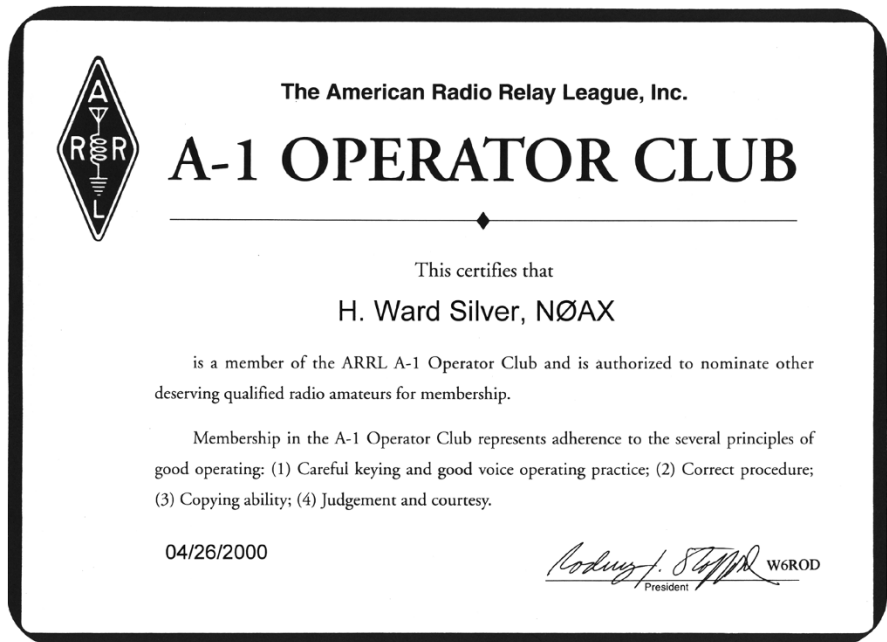 A
R R
L
The American Radio Relay League, Inc.
A-1 OPERATOR CLUB
This certifies that
H. Ward Silver, NØAX
is a member of the ARRL A-1 Operator Club and is authorized to nominate other
deserving qualified radio amateurs for membership.
Membership in the A-1 Operator Club represents adherence to the several principles of
good operating: (1) Careful keying and good voice operating practice; (2) Correct procedure;
(3) Copying ability; (4) Judgement and courtesy.
04/26/2000
Rodney J. W6ROD
President